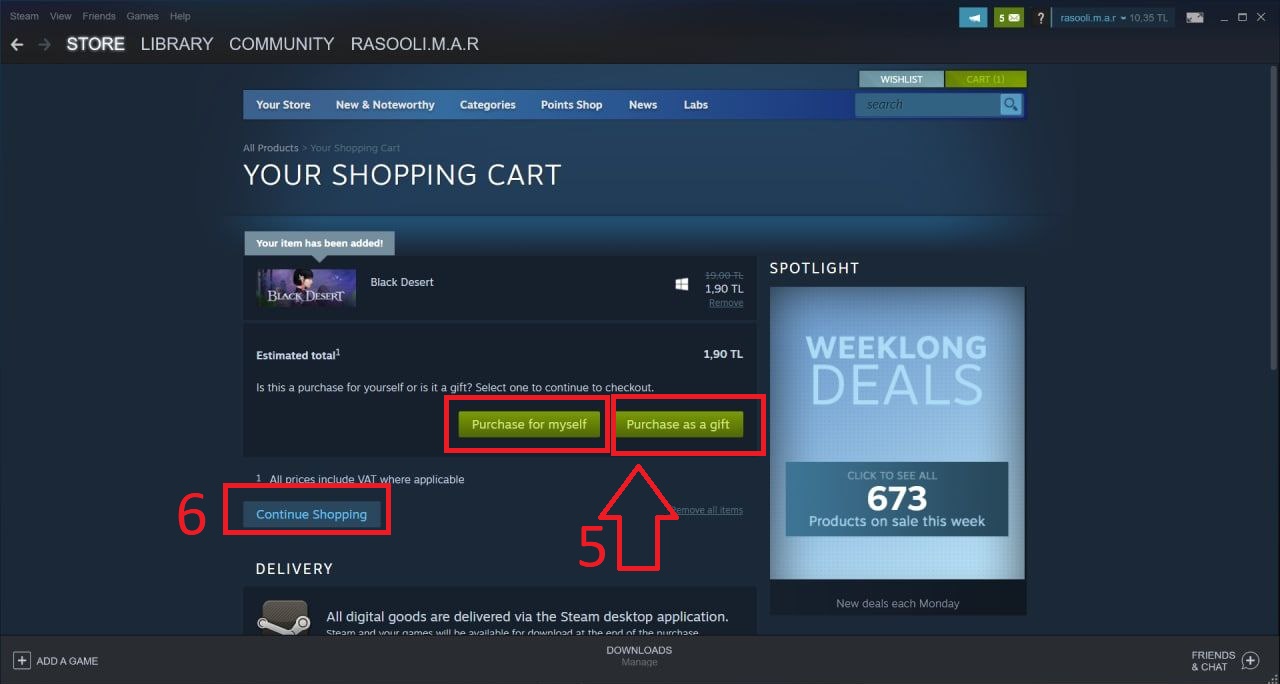 Steam View Friends Games Help
5
?
rasooli.m.a.r 10,35 TL
STORE LIBRARY COMMUNITY RASOOLI.M.A.R
WISHLIST CART (1)
Your Store New & Noteworthy Categories Points Shop News Labs
search
All Products > Your Shopping Cart
YOUR SHOPPING CART
Your item has been added!
BLACK DESERT
Black Desert
19,00 TL
1,90 TL
Remove
Estimated total1
1,90 TL
Is this a purchase for yourself or is it a gift? Select one to continue to checkout.
Purchase for myself
Purchase as a gift
1 All prices include VAT where applicable
6
Continue Shopping
Remove all items
5
DELIVERY
All digital goods are delivered via the Steam desktop application.
Steam and your games will be available for download at the end of the purchase
SPOTLIGHT
WEEKLONG
DEALS
CLICK TO SEE ALL
673
Products on sale this week
New deals each Monday
ADD A GAME
DOWNLOADS
Manage
FRIENDS
& CHAT